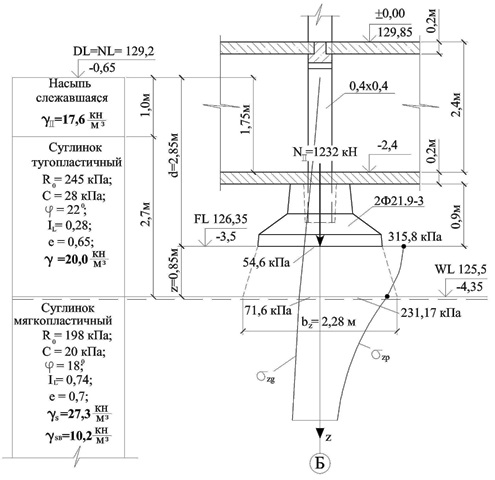 DL=NL= 129,2
-0,65
±0,00
129,85
0,2м
Насыпь
слежавшаяся
γII=17,6 кН/м³
1,0м
d=2,85м
1,75м
0,4х0,4
2,4м
Суглинок
тугопластичный
R₀= 245 кПа;
C = 28 кПа;
φ = 22⁰;
IL= 0,28;
e = 0,65;
γ =20,0 кН/м³
2,7м
NII=1232 кН
-2,4
0,2м
2Ф21.9-3
0,9м
FL 126,35
-3,5
315,8 кПа
54,6 кПа
z=0,85м
WL 125,5
-4,35
71,6 кПа
231,17 кПа
bz= 2,28 м
Суглинок
мягкопластичный
R₀= 198 кПа;
C = 20 кПа;
φ = 18⁰;
IL= 0,74;
e = 0,7;
γs=27,3 кН/м³
γsв=10,2 кН/м³
σzg
σzp
z
Б